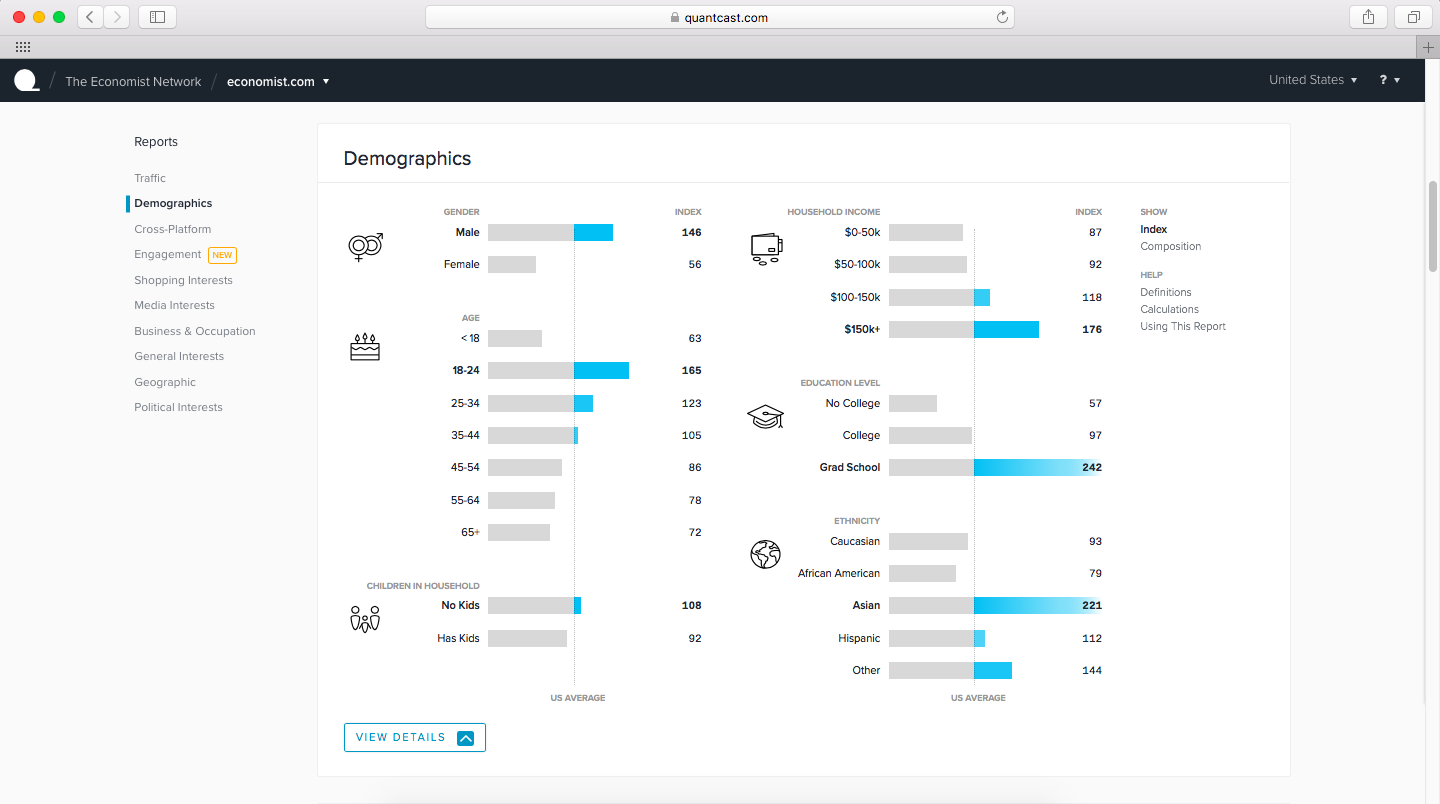 quantcast.com
The Economist Network
economist.com
United States
?
Reports
Traffic
Demographics
Cross-Platform
Engagement NEW
Shopping Interests
Media Interests
Business & Occupation
General Interests
Geographic
Political Interests
Demographics
GENDER INDEX
Male 146
Female 56
AGE
<18 63
18-24 165
25-34 123
35-44 105
45-54 86
55-64 78
65+ 72
CHILDREN IN HOUSEHOLD
No Kids 108
Has Kids 92
US AVERAGE
HOUSEHOLD INCOME INDEX
$0-50k 87
$50-100k 92
$100-150k 118
$150k+ 176
EDUCATION LEVEL
No College 57
College 97
Grad School 242
ETHNICITY
Caucasian 93
African American 79
Asian 221
Hispanic 112
Other 144
US AVERAGE
SHOW
Index
Composition
HELP
Definitions
Calculations
Using This Report
VIEW DETAILS